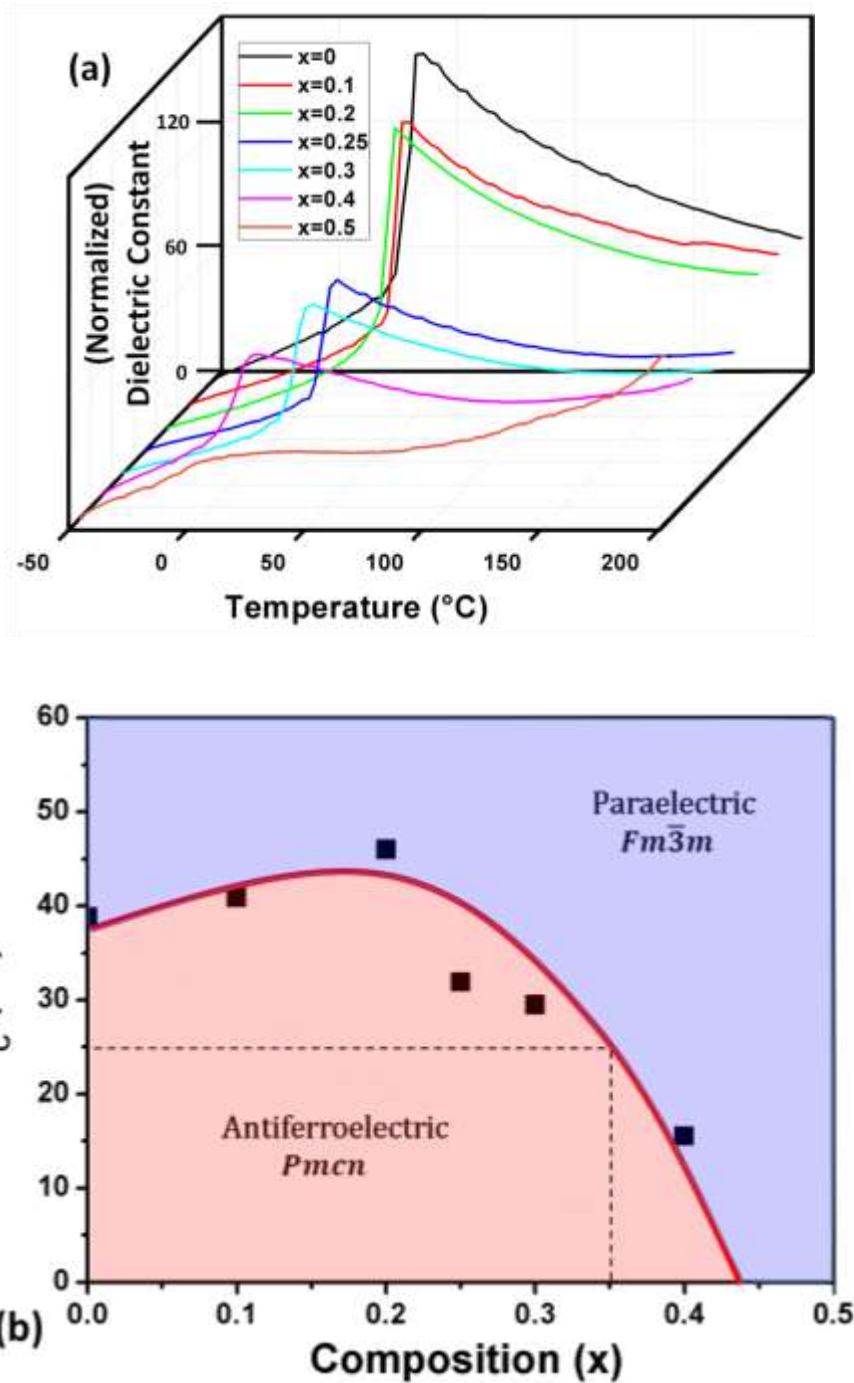 (a)
x=0
x=0.1
x=0.2
x=0.25
x=0.3
x=0.4
x=0.5
120
60
0
(Normalized)
Dielectric Constant
-50 0 50 100 150 200
Temperature (°C)
60
50
40
30
20
10
0
Paraelectric
Fm3̅m
Antiferroelectric
Pmcn
0.0 0.1 0.2 0.3 0.4 0.5
(b)
Composition (x)